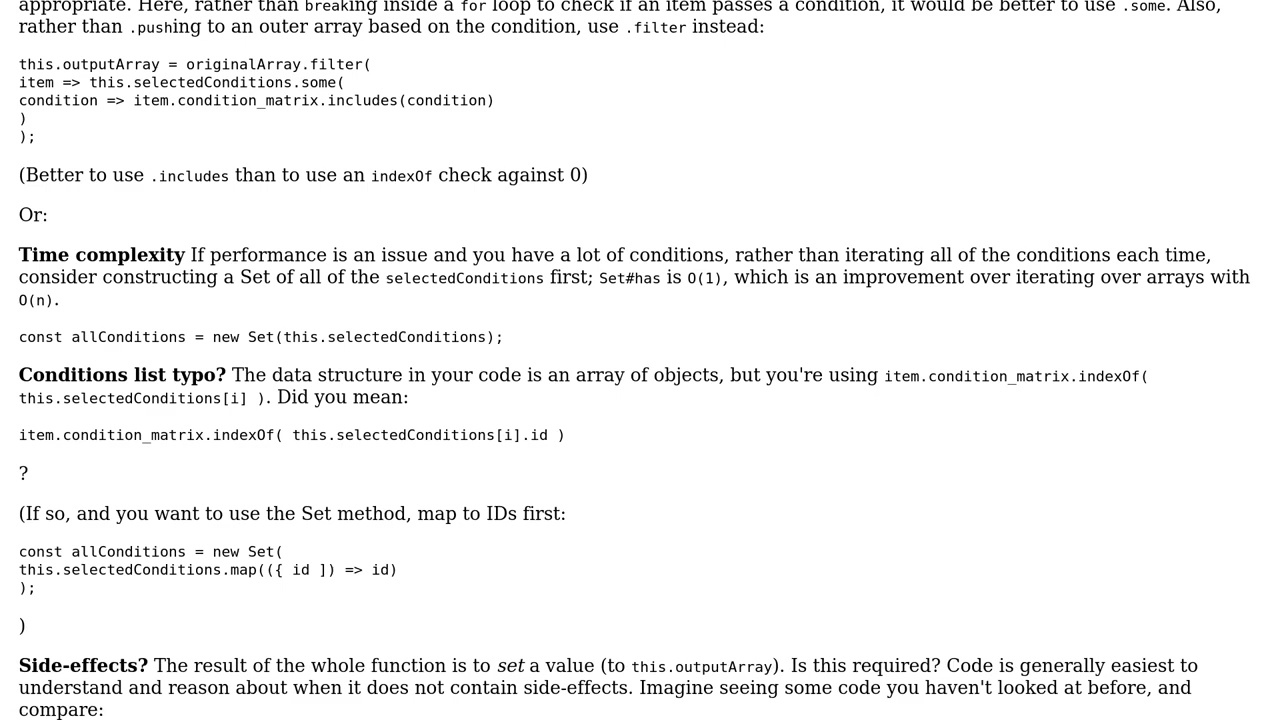 appropriate. Here, rather than breaking inside a for loop to check if an item passes a condition, it would be better to use .some. Also,
rather than .pushing to an outer array based on the condition, use .filter instead:
this.outputArray = originalArray.filter(
item => this.selectedConditions.some(
condition => item.condition_matrix.includes(condition)
)
);
(Better to use .includes than to use an indexOf check against 0)
Or:
Time complexity If performance is an issue and you have a lot of conditions, rather than iterating all of the conditions each time,
consider constructing a Set of all of the selectedConditions first; Set#has is O(1), which is an improvement over iterating over arrays with
O(n).
const allConditions = new Set(this.selectedConditions);
Conditions list typo? The data structure in your code is an array of objects, but you're using item.condition_matrix.indexOf(
this.selectedConditions[i] ). Did you mean:
item.condition_matrix.indexOf( this.selectedConditions[i].id )
?
(If so, and you want to use the Set method, map to IDs first:
const allConditions = new Set(
this.selectedConditions.map(({ id ]) => id)
);
)
Side-effects? The result of the whole function is to set a value (to this.outputArray). Is this required? Code is generally easiest to
understand and reason about when it does not contain side-effects. Imagine seeing some code you haven't looked at before, and
compare: